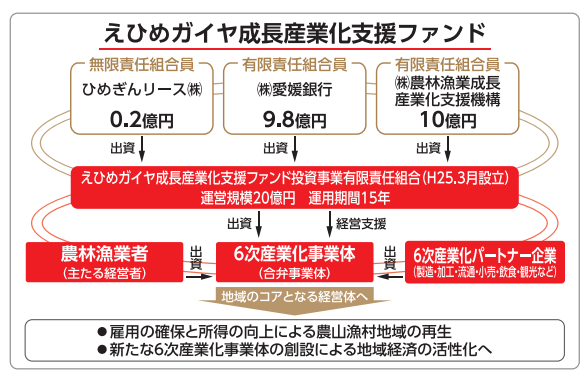 えひめガイヤ成長産業化支援ファンド
無限責任組合員
ひめぎんリース㈱
0.2億円
有限責任組合員
㈱愛媛銀行
9.8億円
有限責任組合員
㈱農林漁業成長
産業化支援機構
10億円
出資
出資
出資
えひめガイヤ成長産業化支援ファンド投資事業有限責任組合(H25.3月設立)
運営規模20億円　運用期間15年
出資
経営支援
農林漁業者
(主たる経営者)
出資
6次産業化事業体
(合弁事業体)
出資
6次産業化パートナー企業
(製造・加工・流通・小売・飲食・観光など)
地域のコアとなる経営体へ
●雇用の確保と所得の向上による農山漁村地域の再生
●新たな6次産業化事業体の創設による地域経済の活性化へ